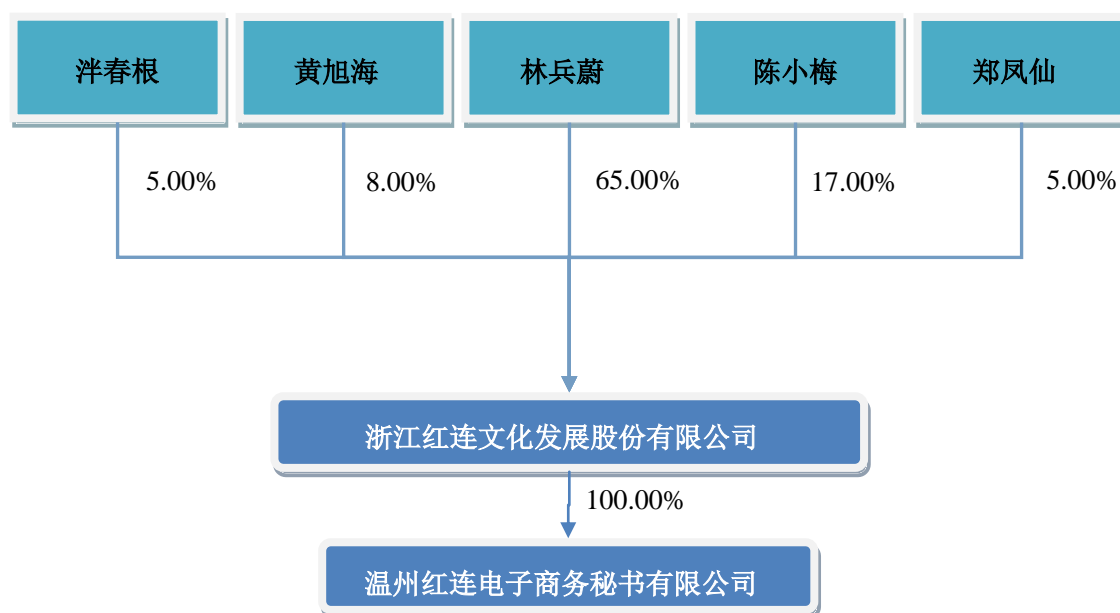 泮春根
黄旭海
林兵蔚
陈小梅
郑凤仙
5.00%
8.00%
65.00%
17.00%
5.00%
浙江红连文化发展股份有限公司
100.00%
温州红连电子商务秘书有限公司